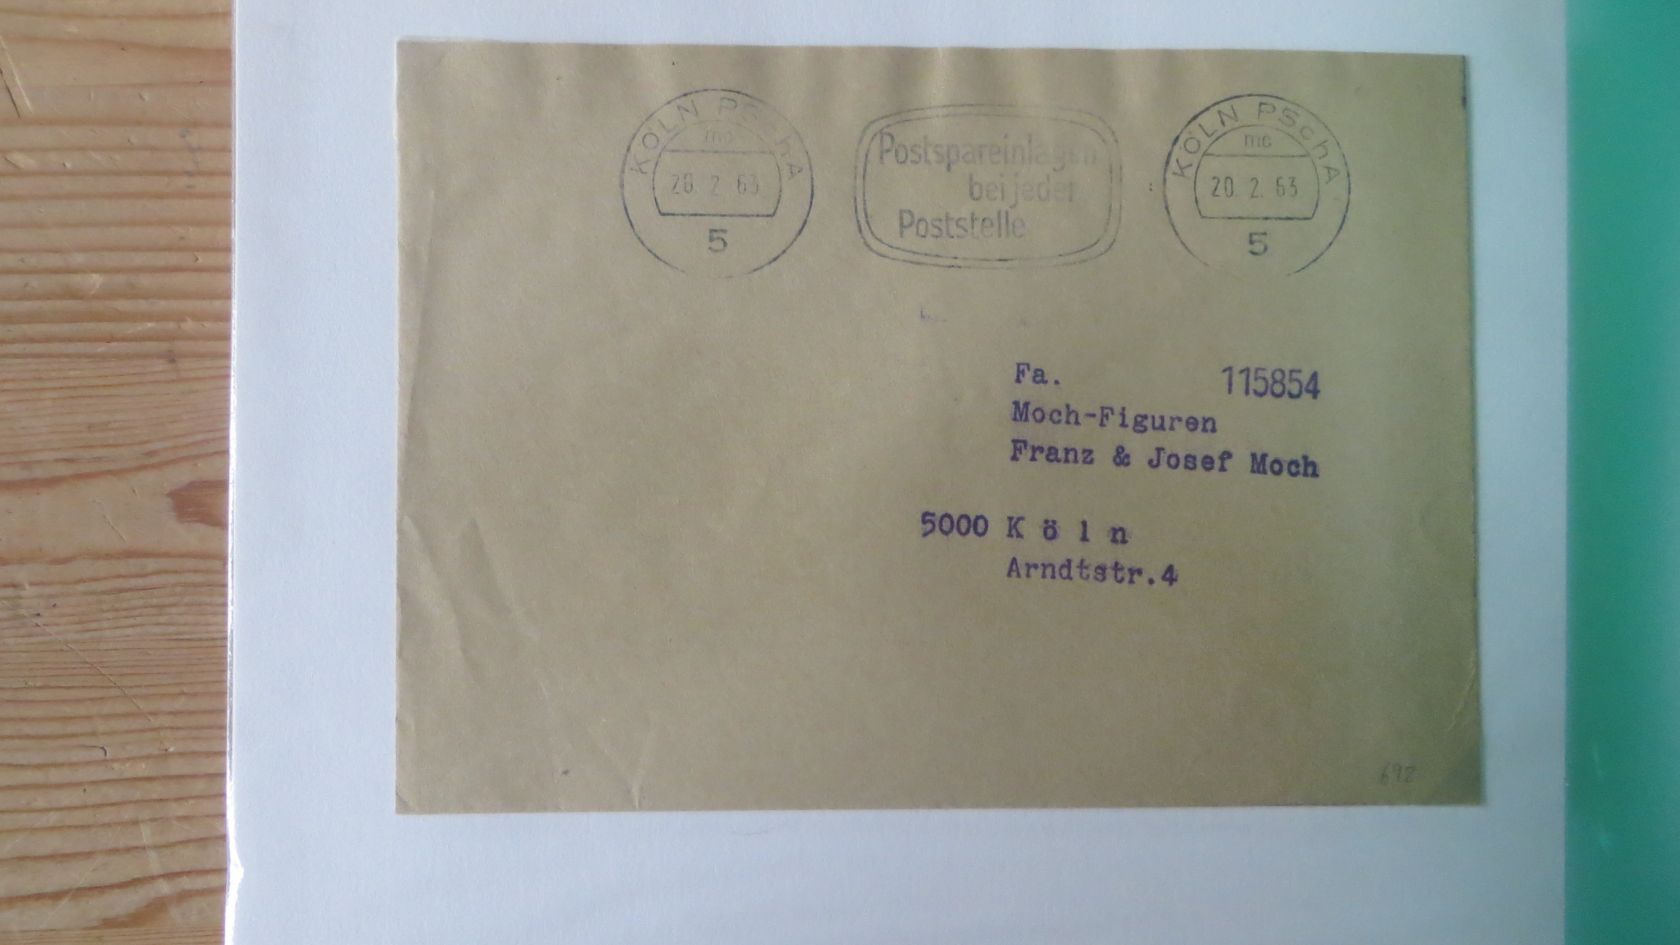 KÖLN PSchA
mc
20. 2. 63
5
Postspareinlagen
bei jeder
Poststelle
KÖLN PSchA
mc
20. 2. 63
5
Fa. 115854
Moch-Figuren
Franz & Josef Moch
5000 K ö l n
Arndtstr.4
692